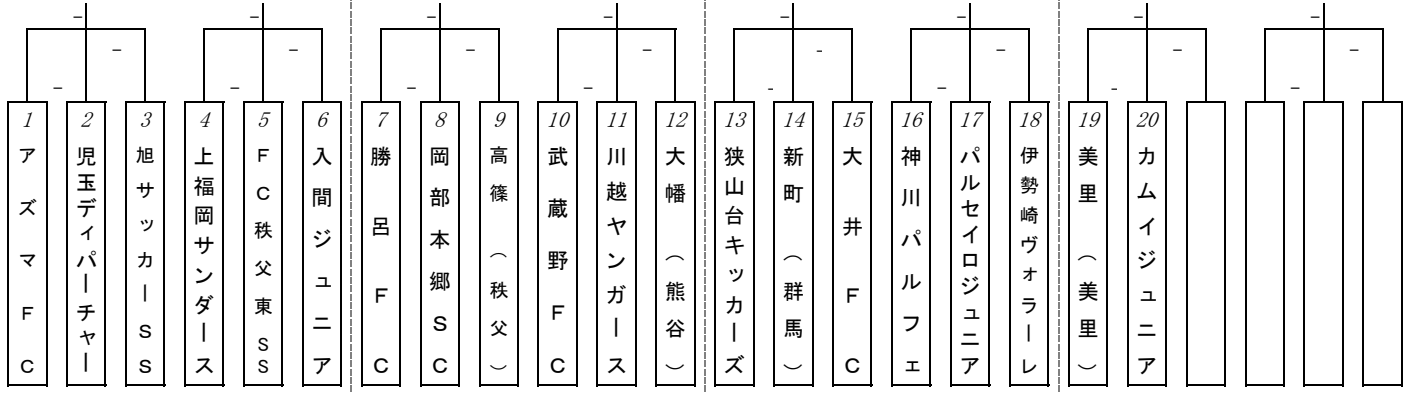 1 アズマFC
2 児玉ディパーチャー
3 旭サッカーSS
4 上福岡サンダース
5 FC秩父東SS
6 入間ジュニア
7 勝呂FC
8 岡部本郷SC
9 高篠（秩父）
10 武蔵野FC
11 川越ヤンガース
12 大幡（熊谷）
13 狭山台キッカーズ
14 新町（群馬）
15 大井FC
16 神川パルフェ
17 パルセイロジュニア
18 伊勢崎ヴォラーレ
19 美里（美里）
20 カムイジュニア